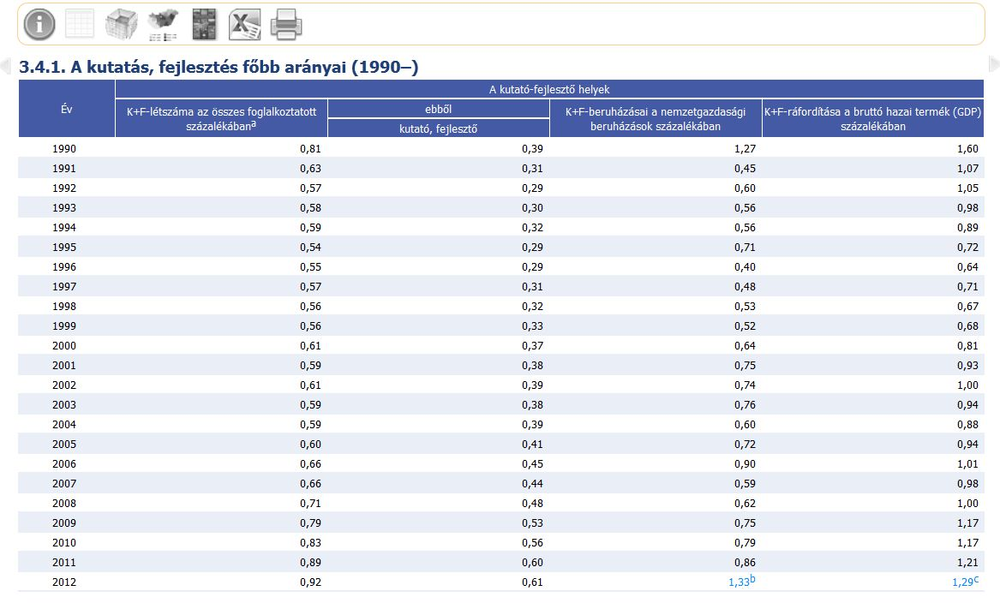 3.4.1. A kutatás, fejlesztés főbb arányai (1990–)
Év
A kutató-fejlesztő helyek
K+F-létszáma az összes foglalkoztatott százalékában^a
ebből
kutató, fejlesztő
K+F-beruházásai a nemzetgazdasági beruházások százalékában
K+F-ráfordítása a bruttó hazai termék (GDP) százalékában
1990 0,81 0,39 1,27 1,60
1991 0,63 0,31 0,45 1,07
1992 0,57 0,29 0,60 1,05
1993 0,58 0,30 0,56 0,98
1994 0,59 0,32 0,56 0,89
1995 0,54 0,29 0,71 0,72
1996 0,55 0,29 0,40 0,64
1997 0,57 0,31 0,48 0,71
1998 0,56 0,32 0,53 0,67
1999 0,56 0,33 0,52 0,68
2000 0,61 0,37 0,64 0,81
2001 0,59 0,38 0,75 0,93
2002 0,61 0,39 0,74 1,00
2003 0,59 0,38 0,76 0,94
2004 0,59 0,39 0,60 0,88
2005 0,60 0,41 0,72 0,94
2006 0,66 0,45 0,90 1,01
2007 0,66 0,44 0,59 0,98
2008 0,71 0,48 0,62 1,00
2009 0,79 0,53 0,75 1,17
2010 0,83 0,56 0,79 1,17
2011 0,89 0,60 0,86 1,21
2012 0,92 0,61 1,33^b 1,29^c